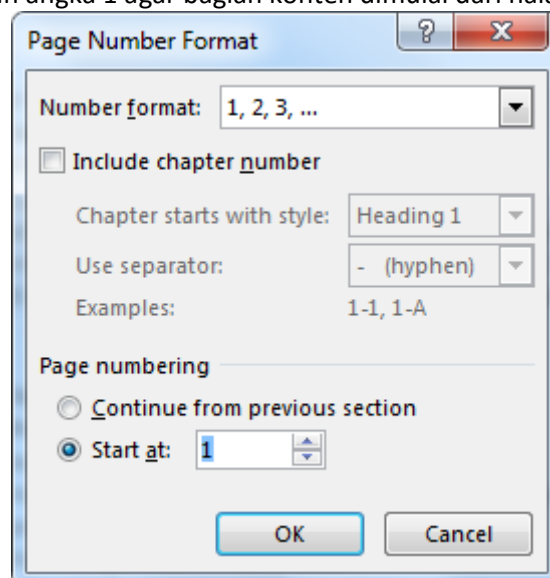 angka 1 agar bagian konten dimulai dari
Page Number Format
Number format: 1, 2, 3, ...
Include chapter number
Chapter starts with style: Heading 1
Use separator: - (hyphen)
Examples: 1-1, 1-A
Page numbering
Continue from previous section
Start at: 1
OK Cancel